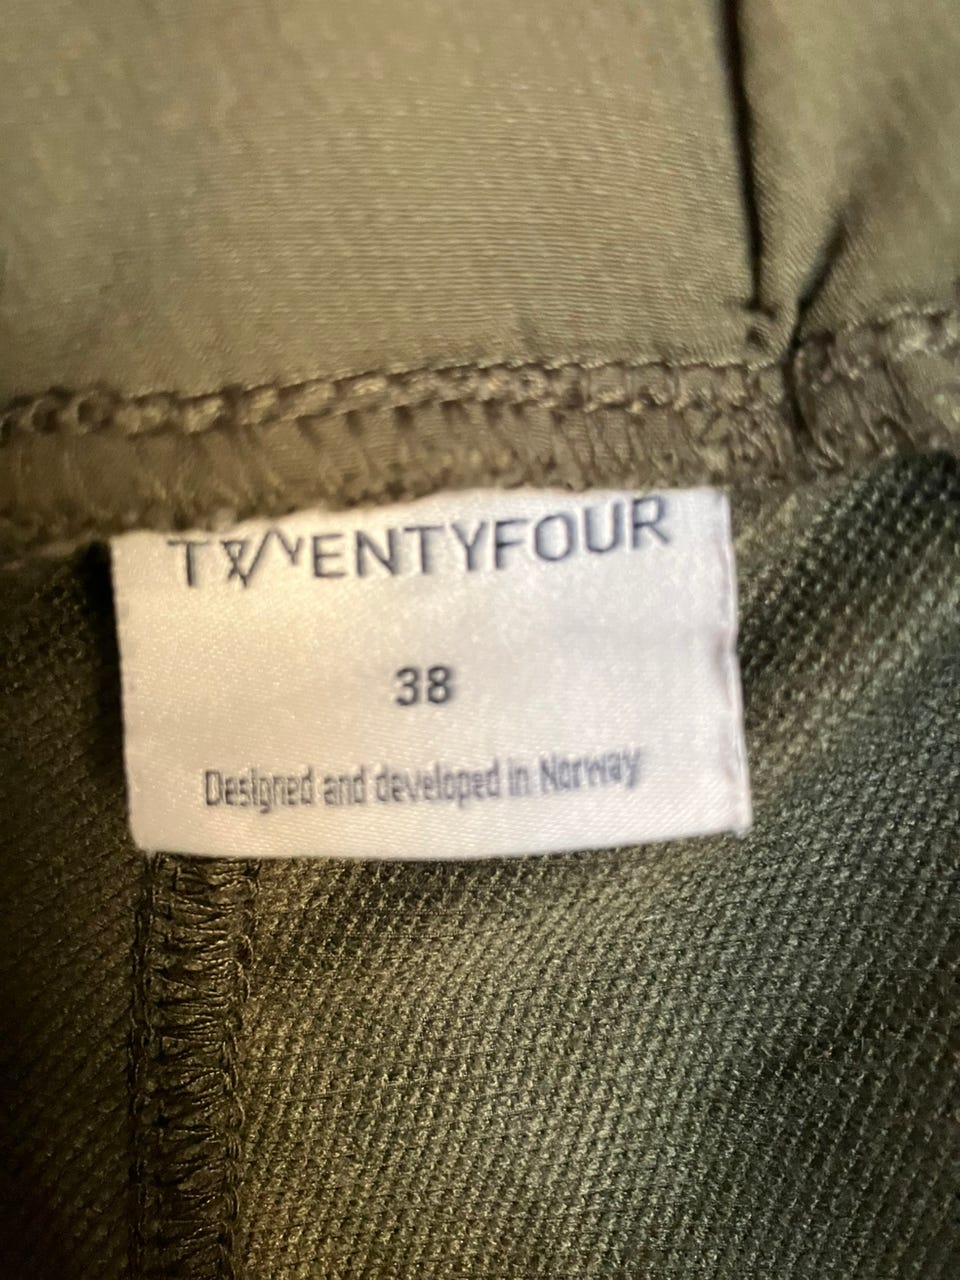 TWENTYFOUR
38
Designed and developed in Norway